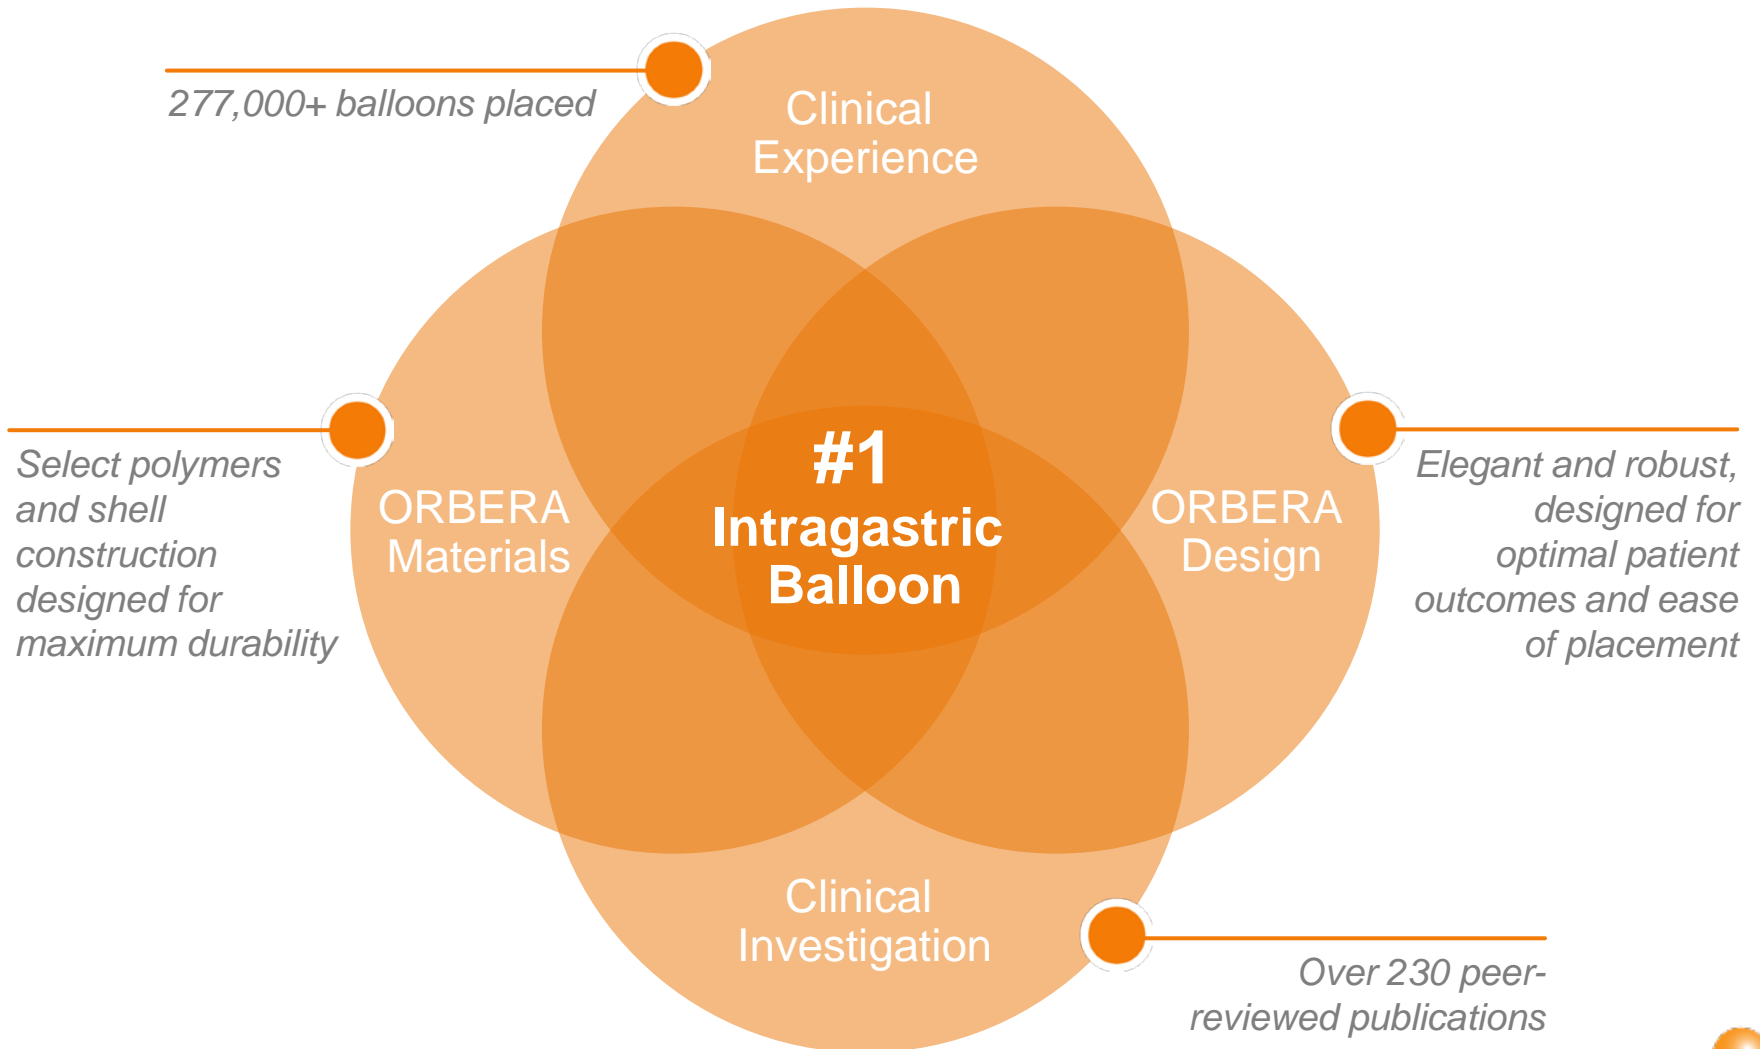 277,000+ balloons placed
Clinical
Experience
Select polymers
and shell
construction
designed for
maximum durability
ORBERA
Materials
#1
Intragastric
Balloon
ORBERA
Design
Elegant and robust,
designed for
optimal patient
outcomes and ease
of placement
Clinical
Investigation
Over 230 peer-
reviewed publications